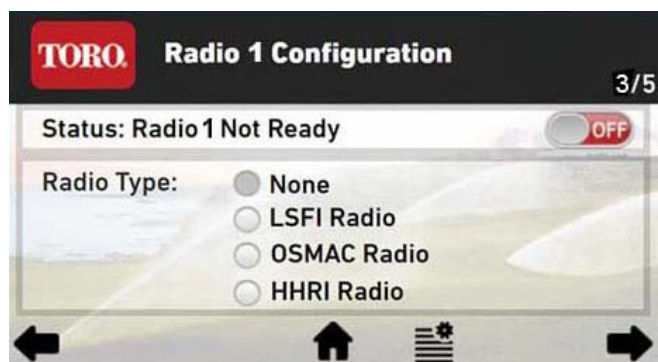 TORO. Radio 1 Configuration
3/5
Status: Radio 1 Not Ready OFF
Radio Type: None
LSFI Radio
OSMAC Radio
HHRI Radio